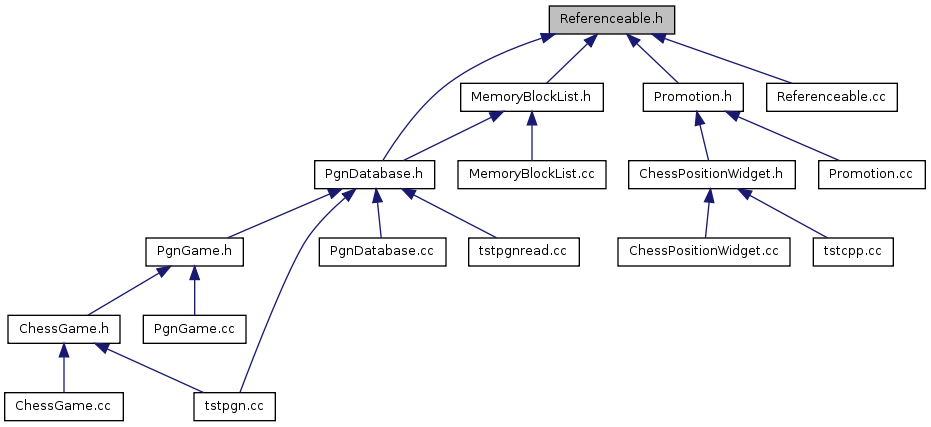 Referenceable.h
MemoryBlockList.h
Promotion.h
Referenceable.cc
PgnDatabase.h
MemoryBlockList.cc
ChessPositionWidget.h
Promotion.cc
PgnGame.h
PgnDatabase.cc
tstpgnread.cc
ChessPositionWidget.cc
tstcpp.cc
ChessGame.h
PgnGame.cc
ChessGame.cc
tstpgn.cc